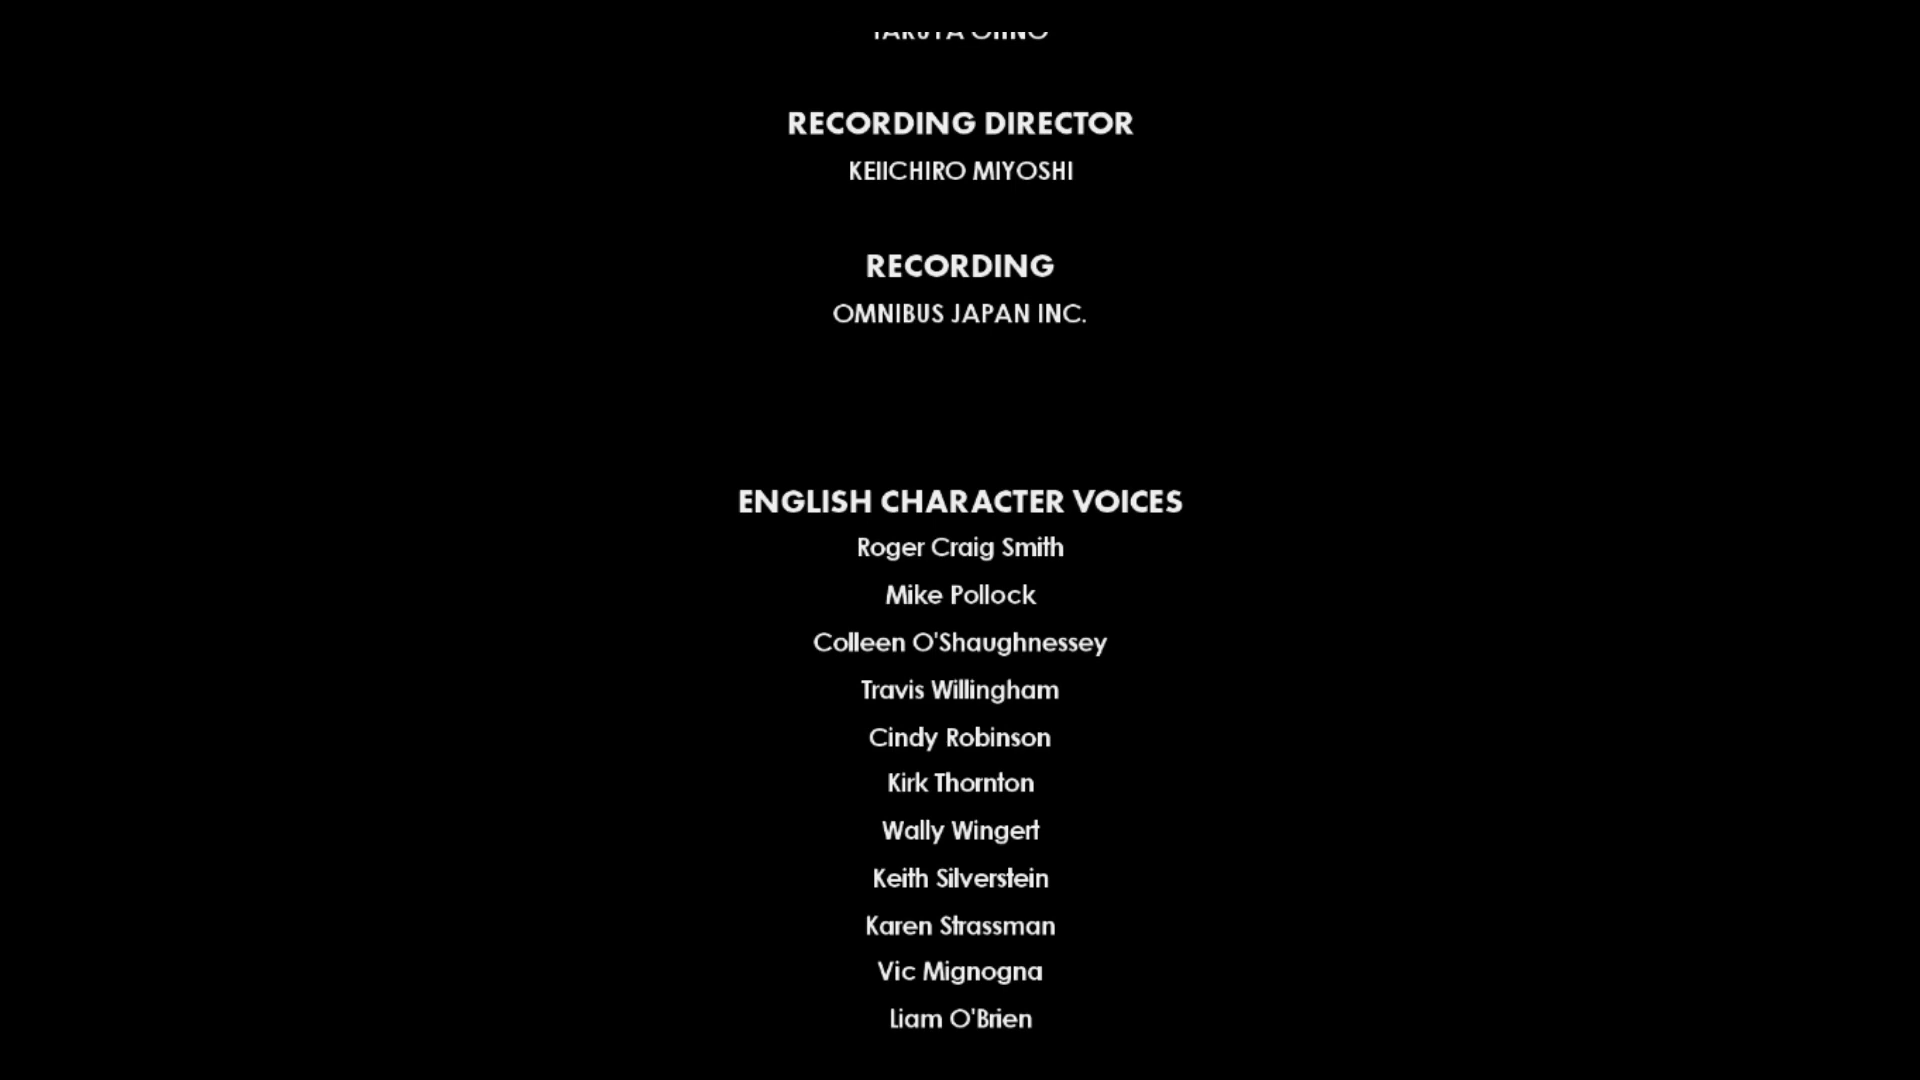 RECORDING DIRECTOR
KEIICHIRO MIYOSHI
RECORDING
OMNIBUS JAPAN INC.
ENGLISH CHARACTER VOICES
Roger Craig Smith
Mike Pollock
Colleen O'Shaughnessey
Travis Willingham
Cindy Robinson
Kirk Thornton
Wally Wingert
Keith Silverstein
Karen Strassman
Vic Mignogna
Liam O'Brien